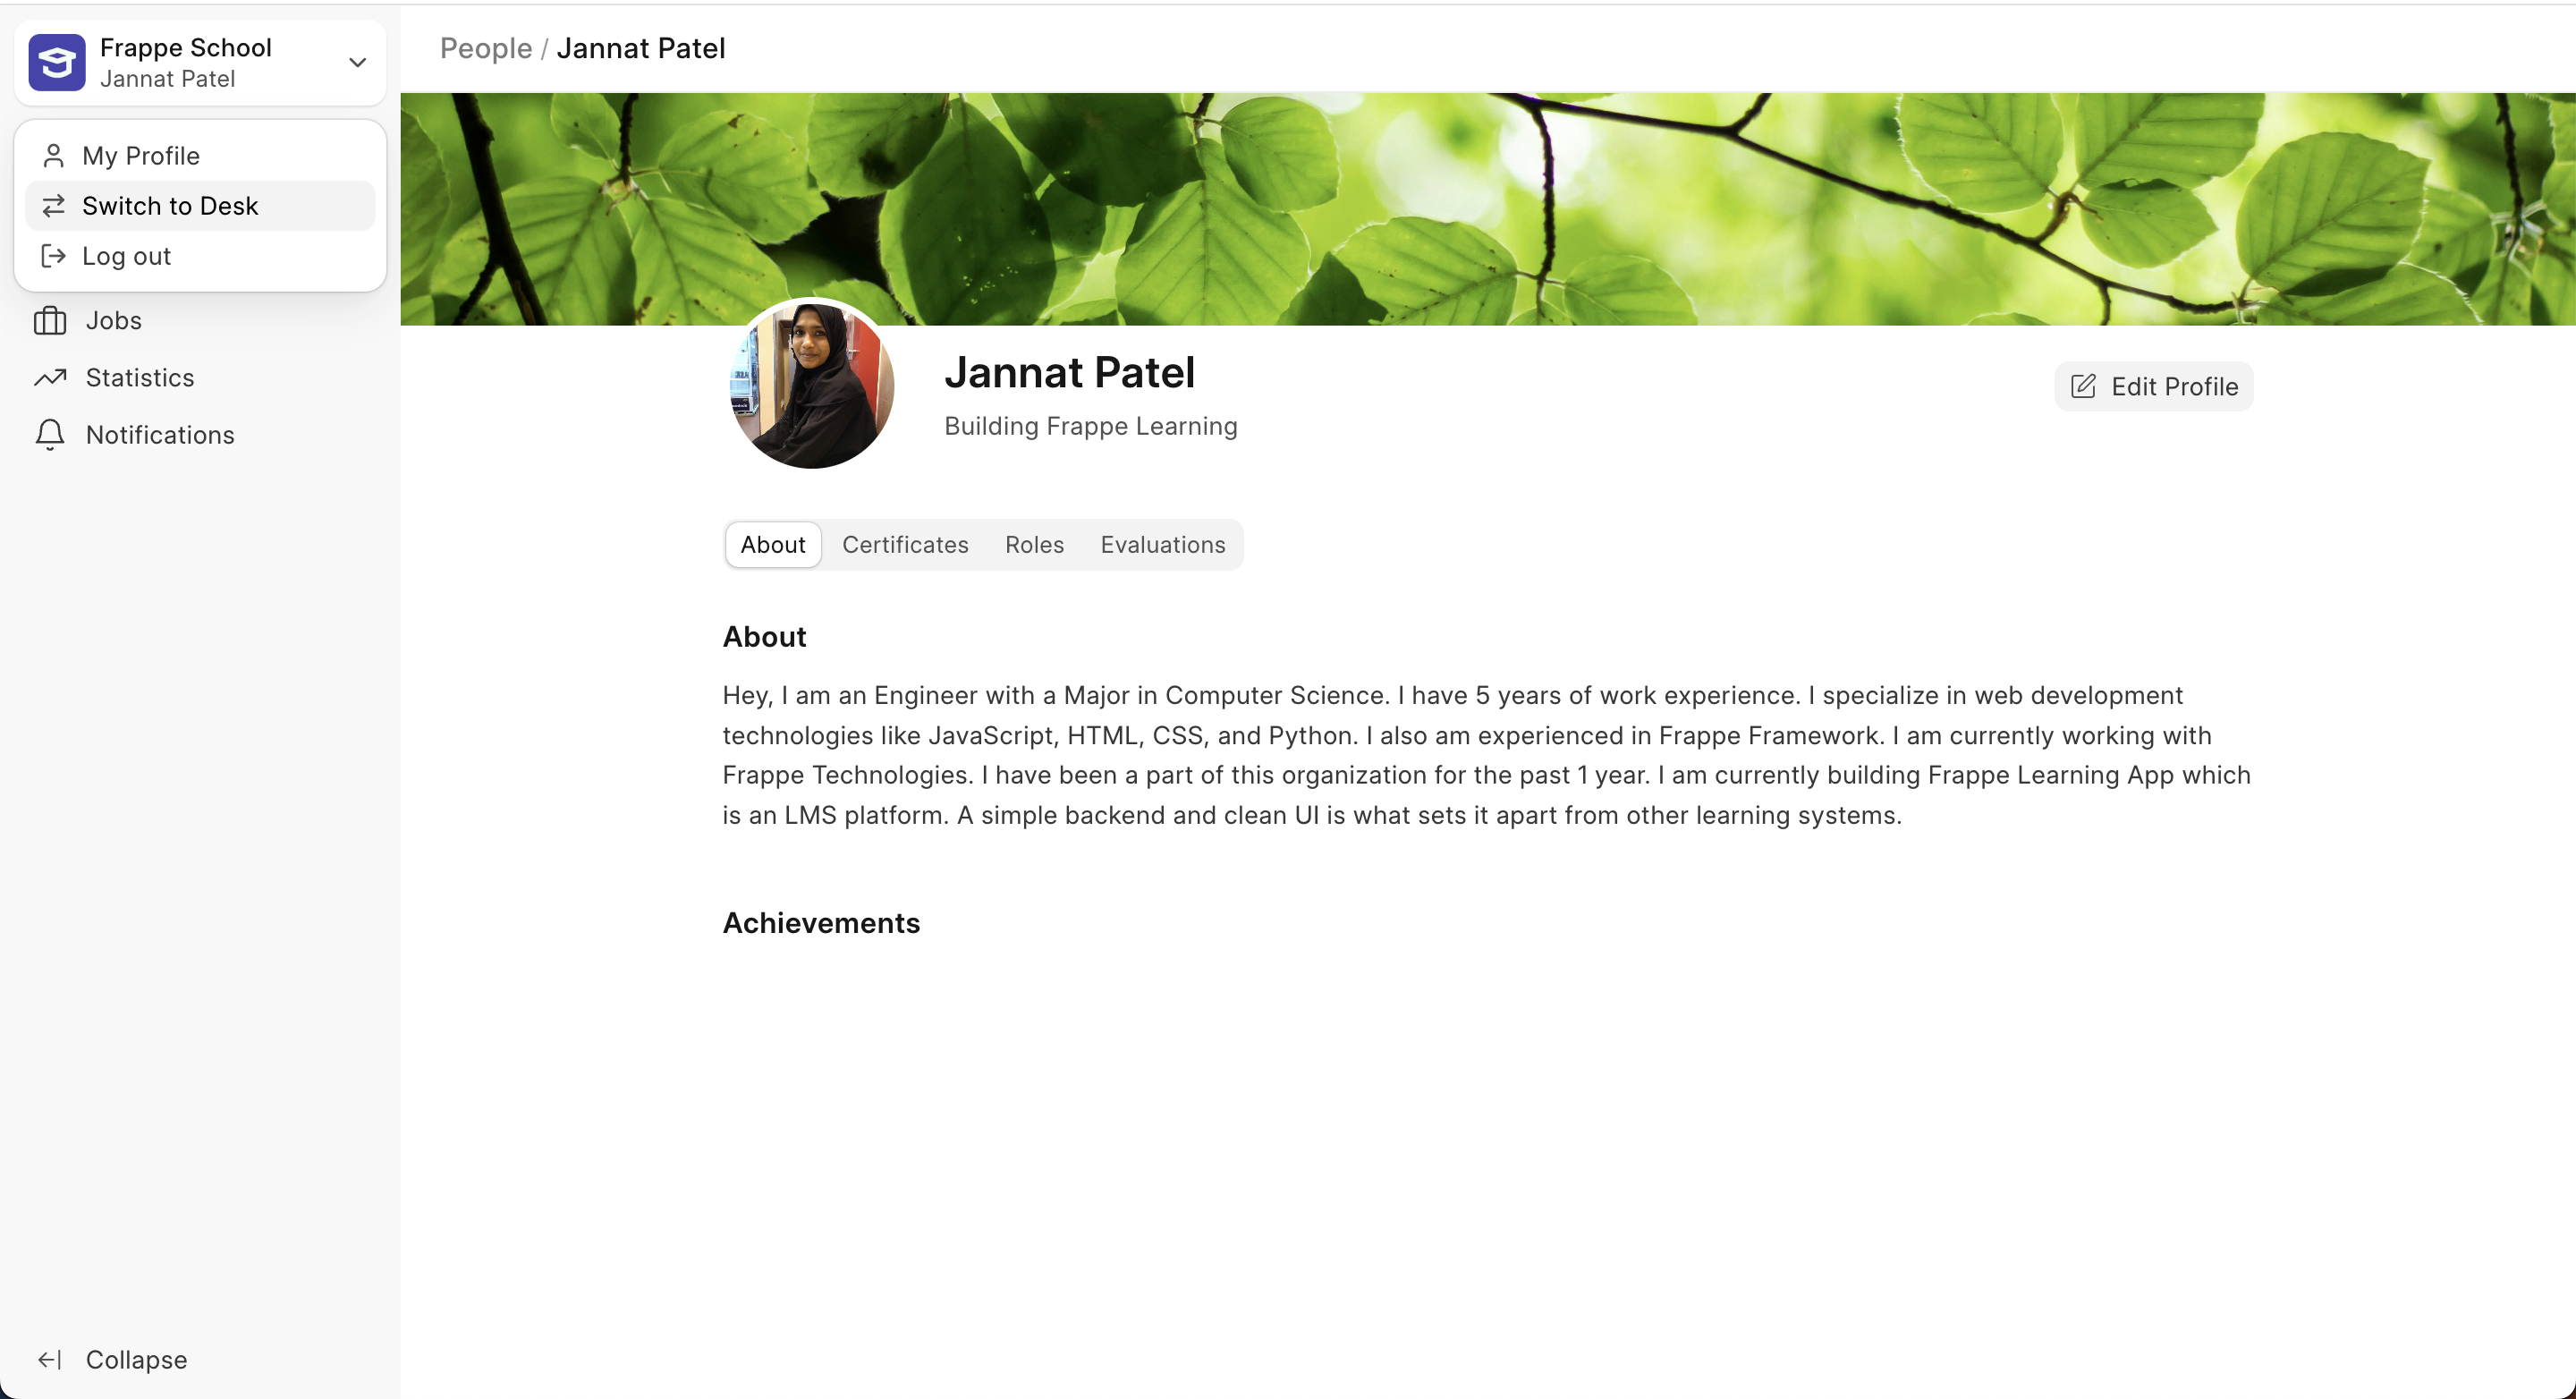 Frappe School
Jannat Patel
My Profile
Switch to Desk
Log out
Jobs
Statistics
Notifications
Collapse
People / Jannat Patel
Jannat Patel
Building Frappe Learning
Edit Profile
About
Certificates
Roles
Evaluations
About
Hey, I am an Engineer with a Major in Computer Science. I have 5 years of work experience. I specialize in web development
technologies like JavaScript, HTML, CSS, and Python. I also am experienced in Frappe Framework. I am currently working with
Frappe Technologies. I have been a part of this organization for the past 1 year. I am currently building Frappe Learning App which
is an LMS platform. A simple backend and clean UI is what sets it apart from other learning systems.
Achievements